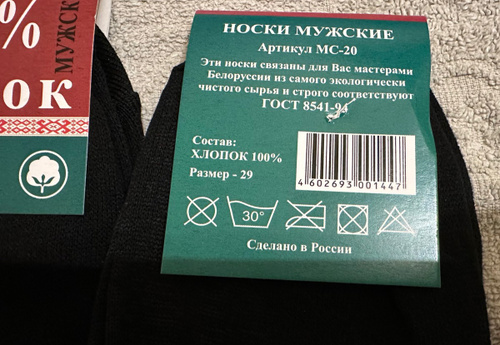 %
МУЖСК
ОК
НОСКИ МУЖСКИЕ
Артикул МС-20
Эти носки связаны для Вас мастерами
Белоруссии из самого экологически
чистого сырья и строго соответствуют
ГОСТ 8541-94
Состав:
ХЛОПОК 100%
Размер - 29
4602693001447
30°
Сделано в России